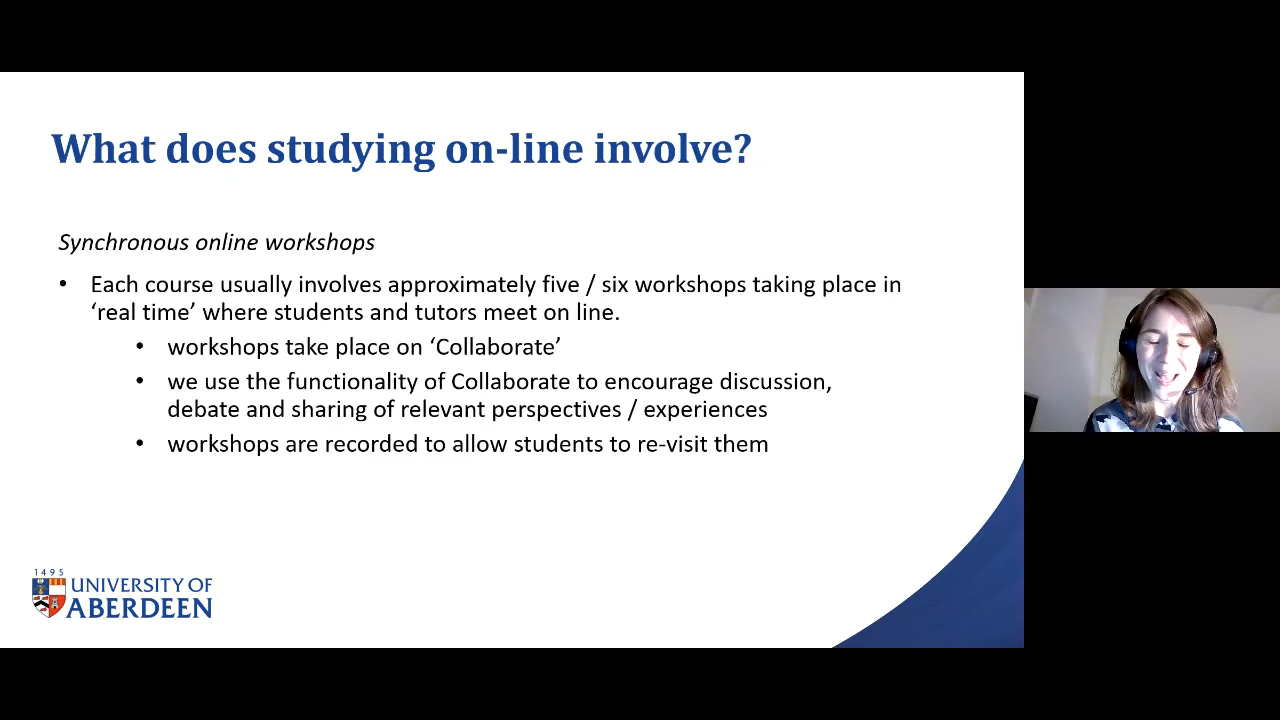 What does studying on-line involve?
Synchronous online workshops
• Each course usually involves approximately five / six workshops taking place in
‘real time’ where students and tutors meet on line.
• workshops take place on ‘Collaborate’
• we use the functionality of Collaborate to encourage discussion,
debate and sharing of relevant perspectives / experiences
• workshops are recorded to allow students to re-visit them
1495
UNIVERSITY OF
ABERDEEN